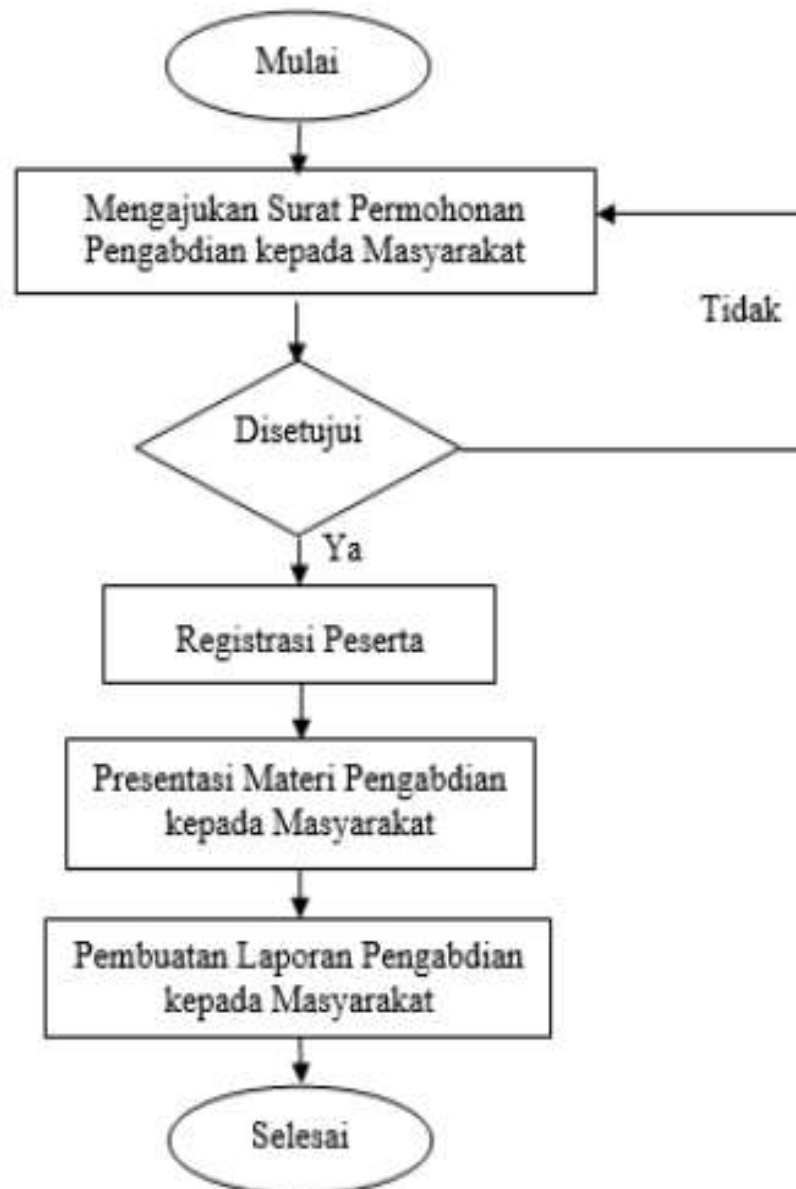 Mulai
Mengajukan Surat Permohonan
Pengabdian kepada Masyarakat
Tidak
Disetujui
Ya
Registrasi Peserta
Presentasi Materi Pengabdian
kepada Masyarakat
Pembuatan Laporan Pengabdian
kepada Masyarakat
Selesai